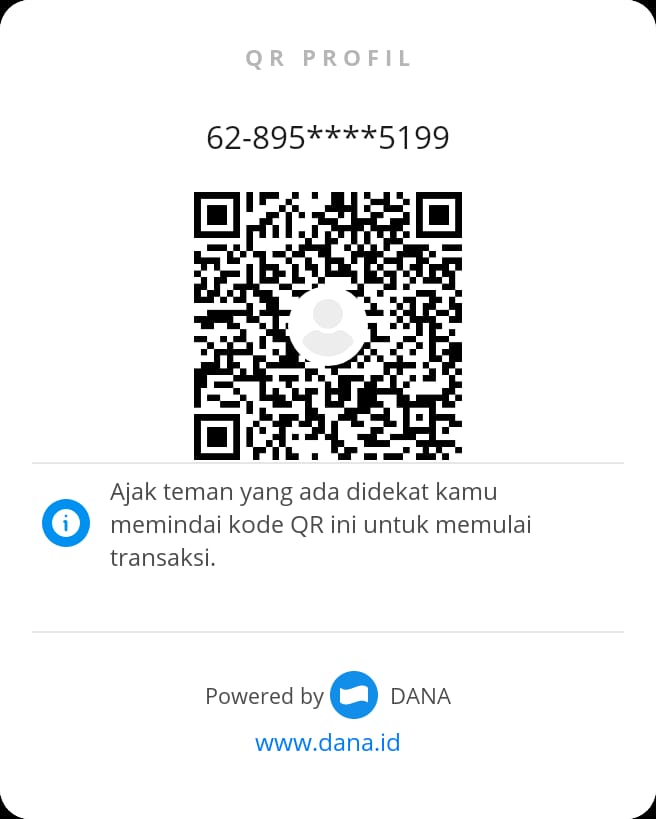 QR PROFIL
62-895****5199
Ajak teman yang ada didekat kamu
memindai kode QR ini untuk memulai
transaksi.
Powered by DANA
www.dana.id